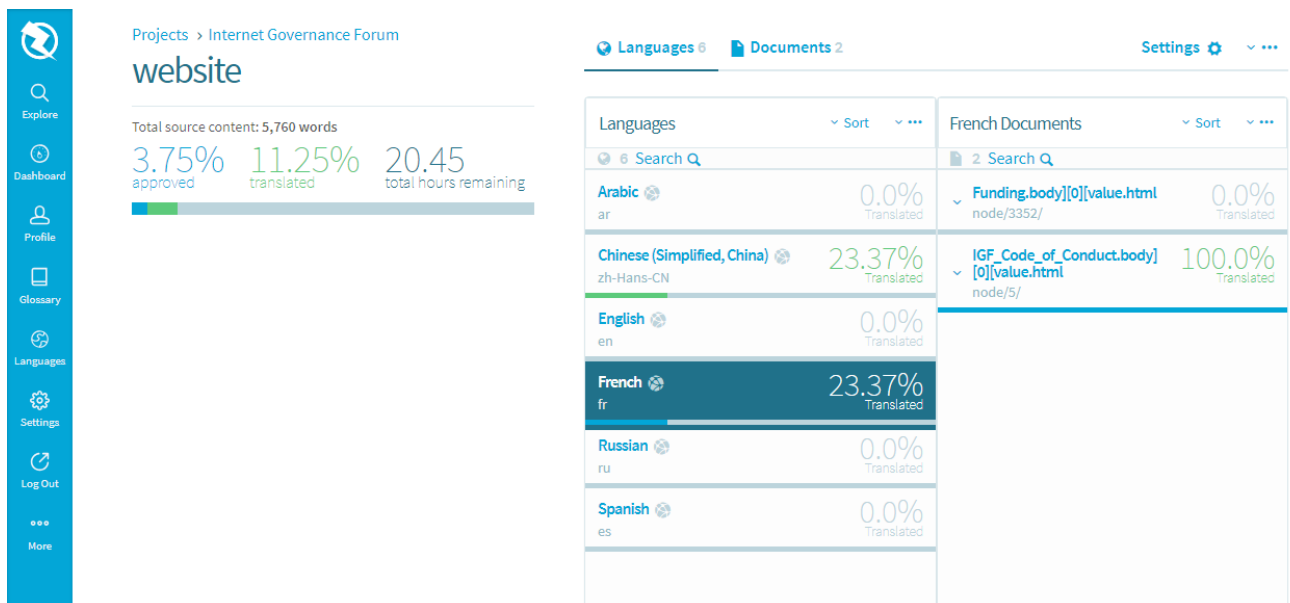 Explore
Dashboard
Profile
Glossary
Languages
Settings
Log Out
More
Projects › Internet Governance Forum
website
Total source content: 5,760 words
3.75% 11.25% 20.45
approved translated total hours remaining
Languages 6 Documents 2 Settings
Languages Sort
6 Search
Arabic 0.0%
ar Translated
Chinese (Simplified, China) 23.37%
zh-Hans-CN Translated
English 0.0%
en Translated
French 23.37%
fr Translated
Russian 0.0%
ru Translated
Spanish 0.0%
es Translated
French Documents Sort
2 Search
Funding.body][0][value.html 0.0%
node/3352/ Translated
IGF_Code_of_Conduct.body] 100.0%
[0][value.html Translated
node/5/